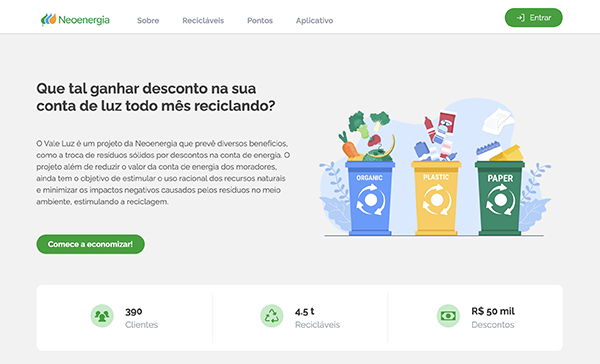 Neoenergia
Sobre
Recicláveis
Pontos
Aplicativo
Entrar
Que tal ganhar desconto na sua
conta de luz todo mês reciclando?
O Vale Luz é um projeto da Neoenergia que prevê diversos benefícios,
como a troca de resíduos sólidos por descontos na conta de energia. O
projeto além de reduzir o valor da conta de energia dos moradores,
ainda tem o objetivo de estimular o uso racional dos recursos naturais
e minimizar os impactos negativos causados pelos resíduos no meio
ambiente, estimulando a reciclagem.
Comece a economizar!
ORGANIC
PLASTIC
PAPER
390
Clientes
4.5 t
Recicláveis
R$ 50 mil
Descontos